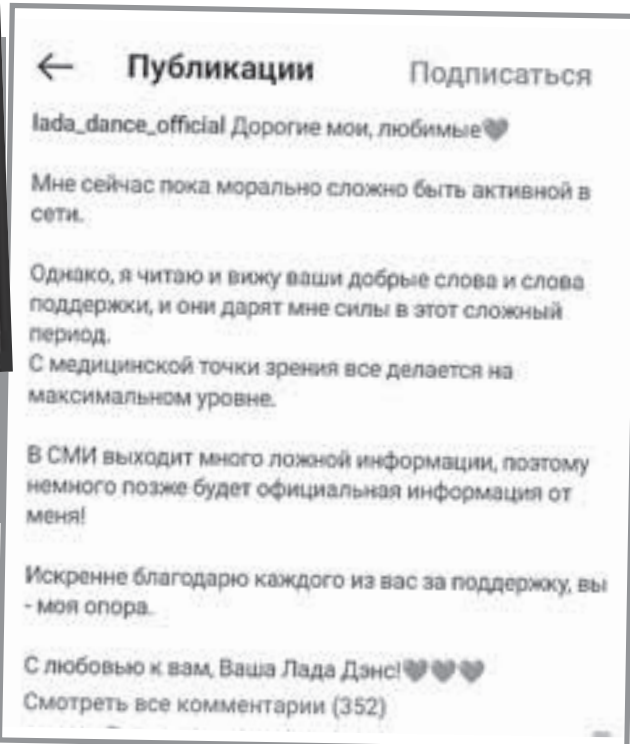 ← Публикации Подписаться
lada_dance_official Дорогие мои, любимые🖤
Мне сейчас пока морально сложно быть активной в
сети.
Однако, я читаю и вижу ваши добрые слова и слова
поддержки, и они дарят мне силы в этот сложный
период.
С медицинской точки зрения все делается на
максимальном уровне.
В СМИ выходит много ложной информации, поэтому
немного позже будет официальная информация от
меня!
Искренне благодарю каждого из вас за поддержку, вы
- моя опора.
С любовью к вам, Ваша Лада Дэнс!🖤🖤🖤
Смотреть все комментарии (352)